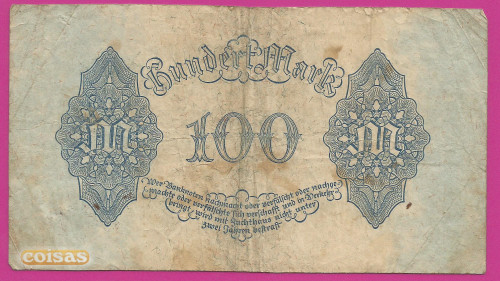 Hundert Mark
M 100 M
Wer Banknoten nachmacht oder verfälscht oder nachge-
machte oder verfälschte sich verschafft und in Verkehr
bringt, wird mit Zuchthaus nicht unter
zwei Jahren bestraft
coisas